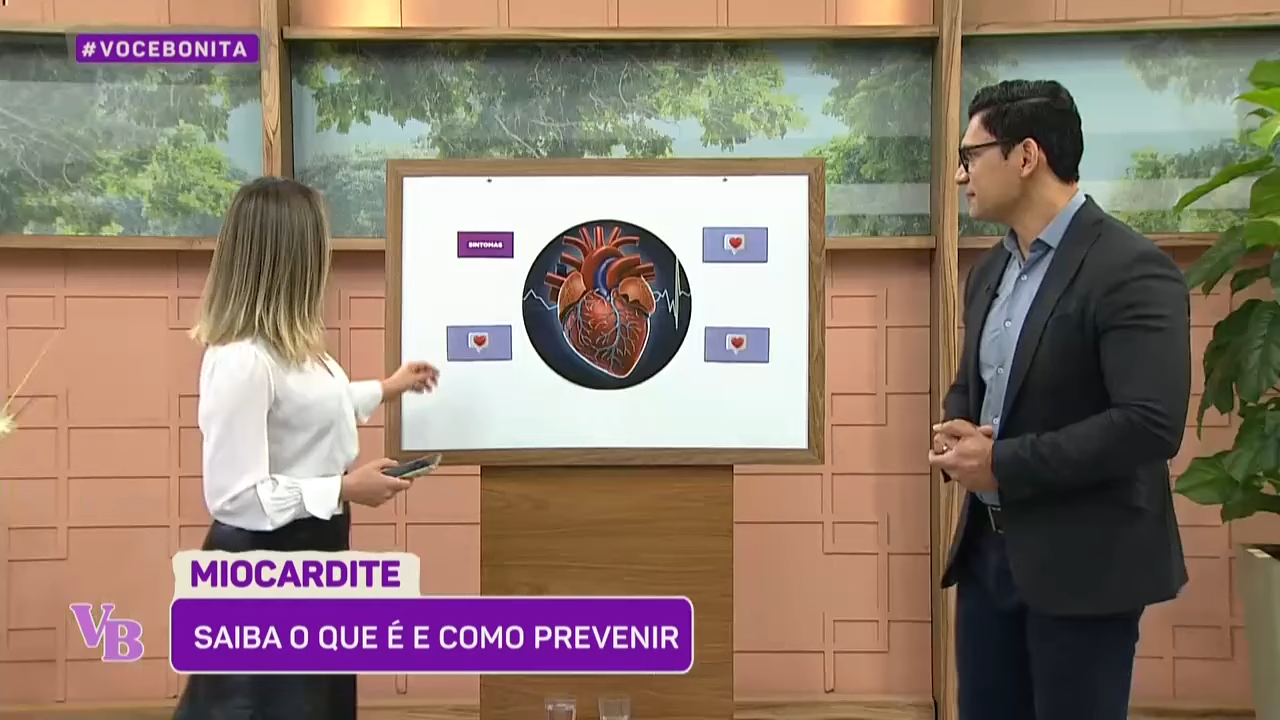 #VOCEBONITA
SINTOMAS
MIOCARDITE
VB
SAIBA O QUE É E COMO PREVENIR